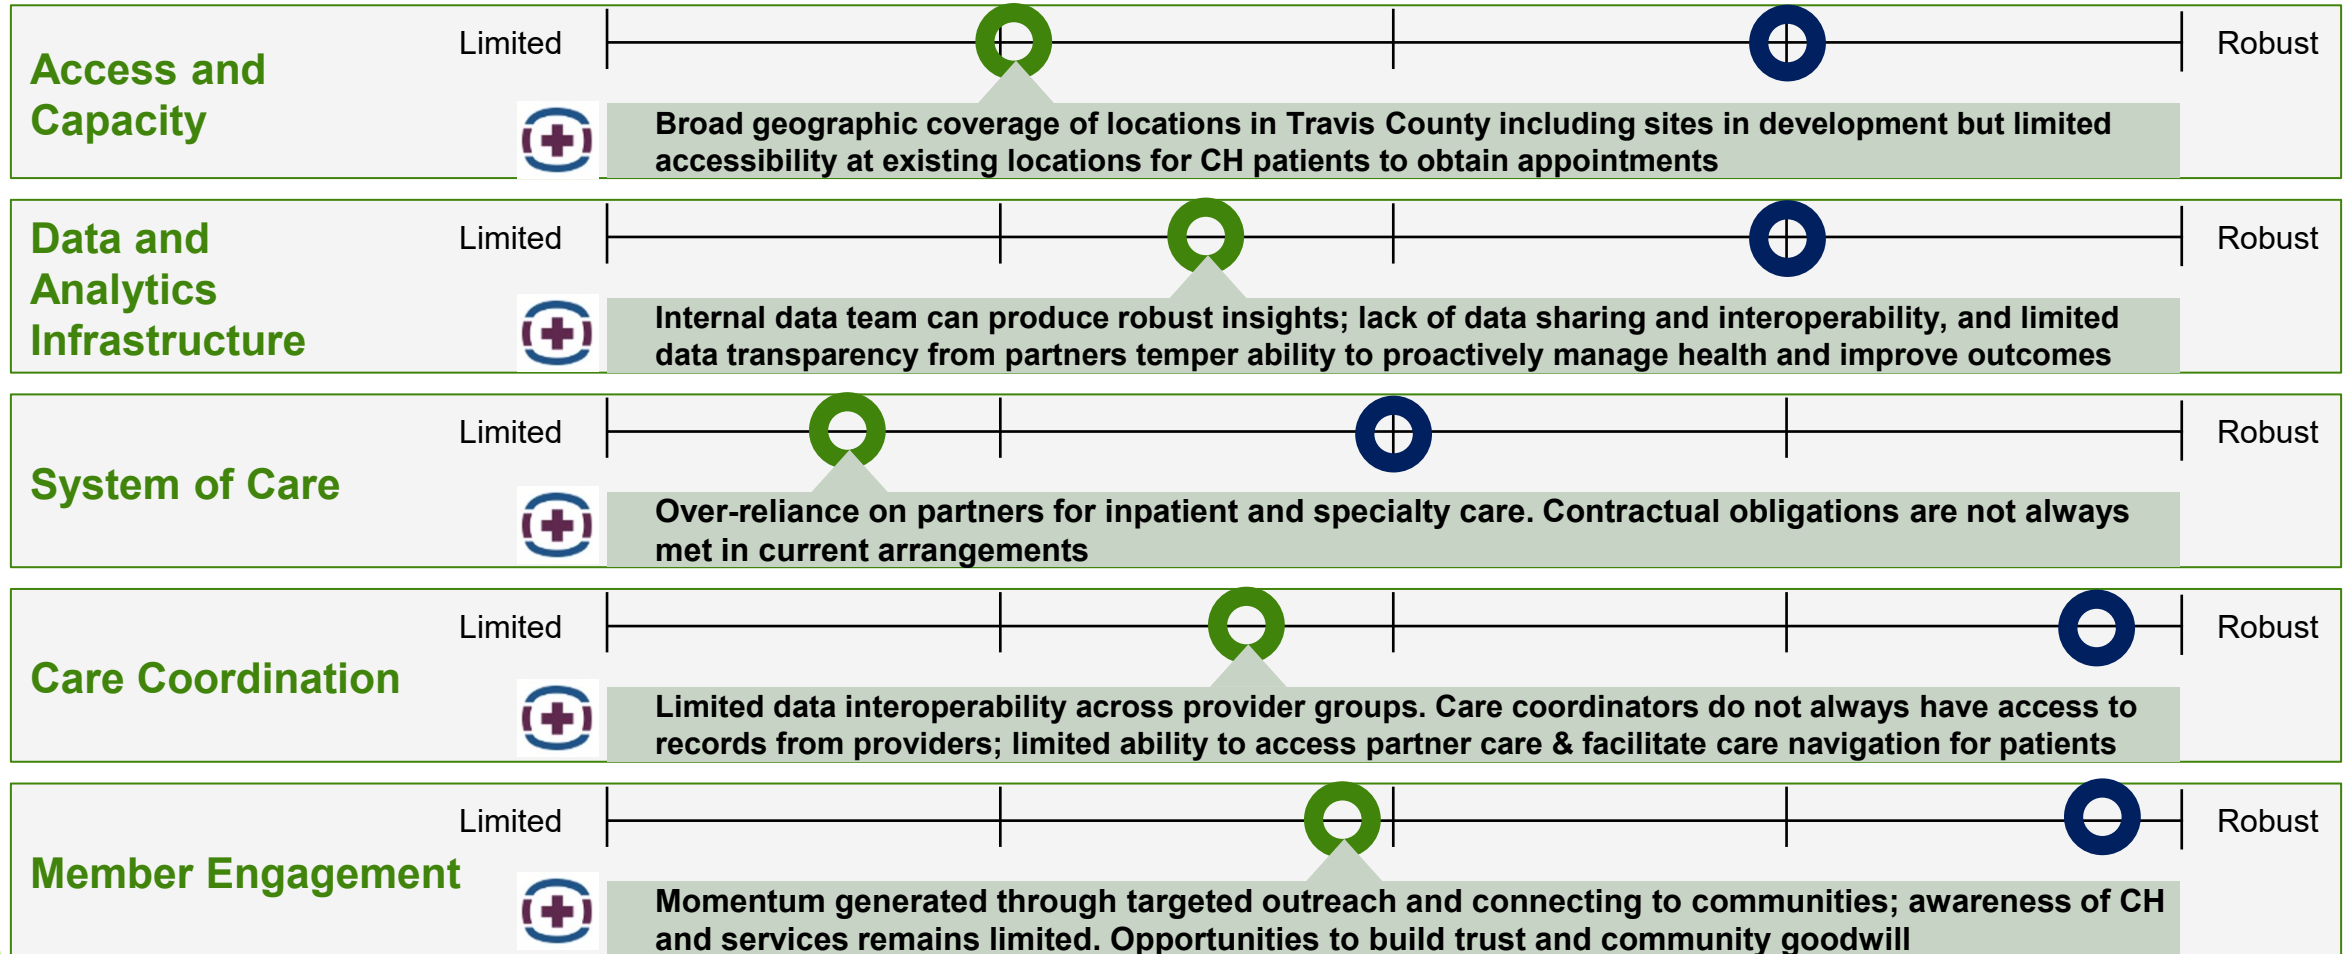 Access and
Capacity
Limited
Robust
Broad geographic coverage of locations in Travis County including sites in development but limited
accessibility at existing locations for CH patients to obtain appointments
Data and
Analytics
Infrastructure
Limited
Robust
Internal data team can produce robust insights; lack of data sharing and interoperability, and limited
data transparency from partners temper ability to proactively manage health and improve outcomes
System of Care
Limited
Robust
Over-reliance on partners for inpatient and specialty care. Contractual obligations are not always
met in current arrangements
Care Coordination
Limited
Robust
Limited data interoperability across provider groups. Care coordinators do not always have access to
records from providers; limited ability to access partner care & facilitate care navigation for patients
Member Engagement
Limited
Robust
Momentum generated through targeted outreach and connecting to communities; awareness of CH
and services remains limited. Opportunities to build trust and community goodwill